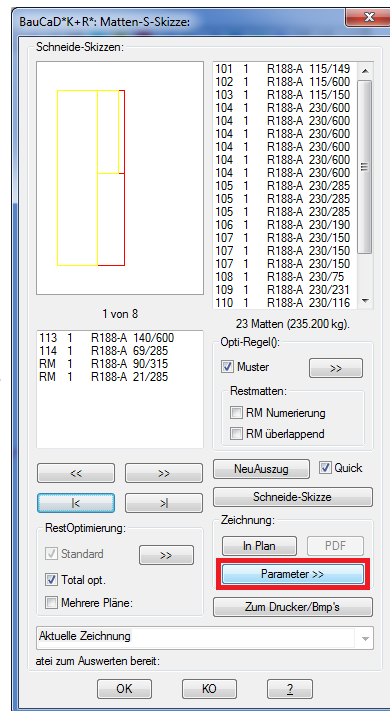 BauCaD*K+R*: Matten-S-Skizze:
Schneide-Skizzen:
101 1 R188-A 115/149
102 1 R188-A 115/600
103 1 R188-A 115/150
104 1 R188-A 230/600
104 1 R188-A 230/600
104 1 R188-A 230/600
104 1 R188-A 230/600
104 1 R188-A 230/600
105 1 R188-A 230/285
105 1 R188-A 230/285
105 1 R188-A 230/285
106 1 R188-A 230/190
107 1 R188-A 230/150
107 1 R188-A 230/150
107 1 R188-A 230/150
108 1 R188-A 230/75
109 1 R188-A 230/231
110 1 R188-A 230/116
1 von 8
23 Matten (235.200 kg).
113 1 R188-A 140/600
114 1 R188-A 69/285
RM 1 R188-A 90/315
RM 1 R188-A 21/285
Opti-Regel():
Muster >>
Restmatten:
RM Numerierung
RM überlappend
<< >>
NeuAuszug Quick
|< >|
Schneide-Skizze
RestOptimierung:
Standard >>
Total opt.
Mehrere Pläne:
Zeichnung:
In Plan PDF
Parameter >>
Zum Drucker/Bmp's
Aktuelle Zeichnung
atei zum Auswerten bereit:
OK KO ?